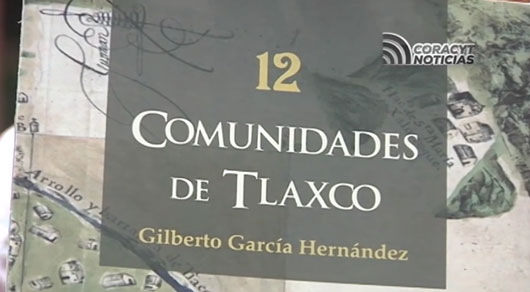 CORACYT
NOTICIAS
12
COMUNIDADES
DE TLAXCO
Gilberto García Hernández
Arrollo y